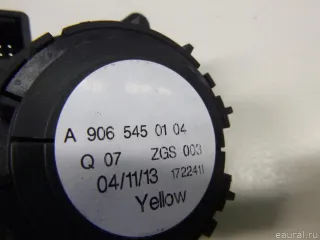 A 906 545 01 04
Q 07 ZGS 003
04/11/13 1722411
Yellow
eaural.ru